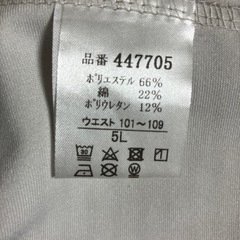 品番 447705
ポリエステル 66%
綿 22%
ポリウレタン 12%
ウエスト 101~109
5L